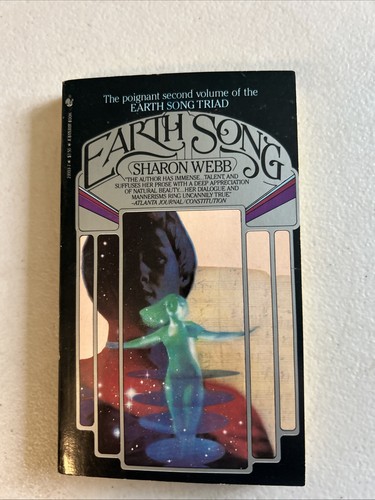 The poignant second volume of the
EARTH SONG TRIAD
EARTH SONG
SHARON WEBB
"THE AUTHOR HAS IMMENSE...TALENT AND
SUFFUSES HER PROSE WITH A DEEP APPRECIATION
OF NATURAL BEAUTY...HER DIALOGUE AND
MANNERISMS RING UNCANNILY TRUE."
-ATLANTA JOURNAL/CONSTITUTION